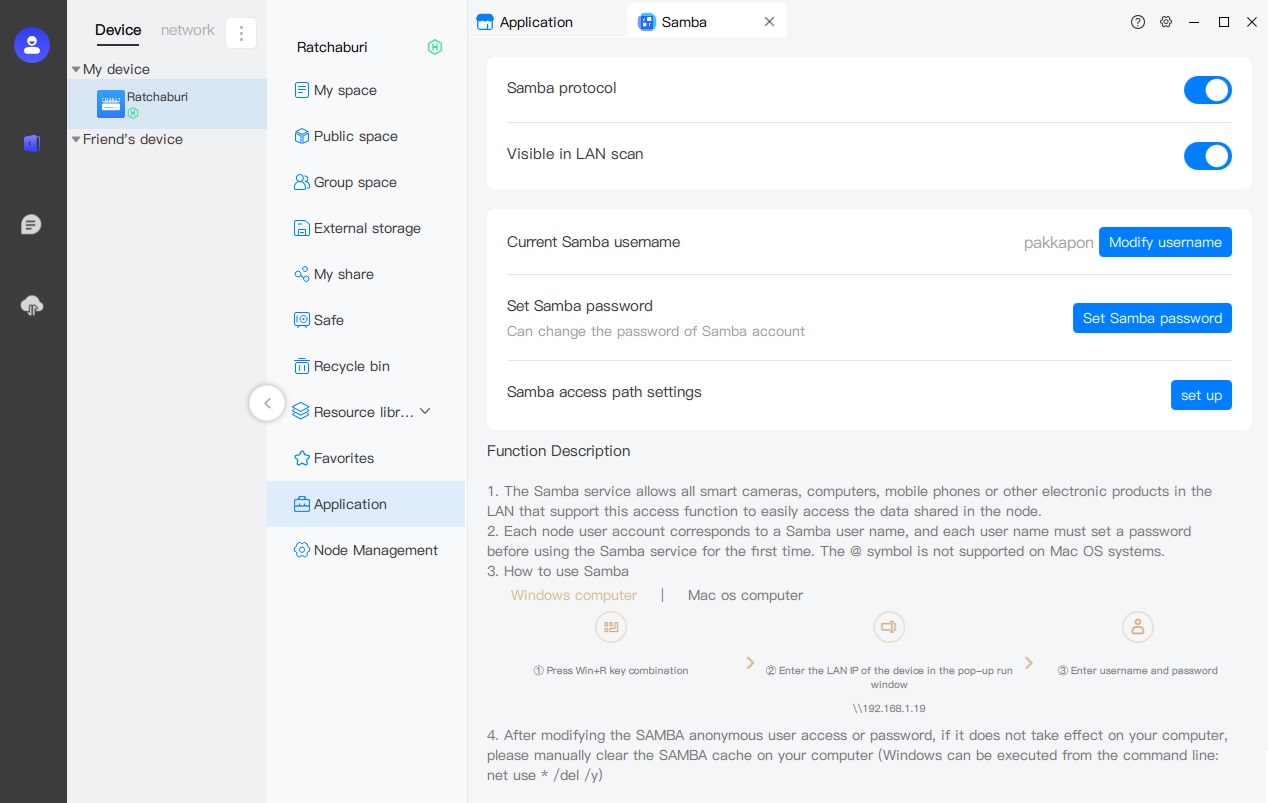 Device
network
My device
Ratchaburi
Friend's device
Ratchaburi
My space
Public space
Group space
External storage
My share
Safe
Recycle bin
Resource libr...
Favorites
Application
Node Management
Application
Samba
Samba protocol
Visible in LAN scan
Current Samba username
pakkapon
Modify username
Set Samba password
Can change the password of Samba account
Set Samba password
Samba access path settings
set up
Function Description
1. The Samba service allows all smart cameras, computers, mobile phones or other electronic products in the
LAN that support this access function to easily access the data shared in the node.
2. Each node user account corresponds to a Samba user name, and each user name must set a password
before using the Samba service for the first time. The @ symbol is not supported on Mac OS systems.
3. How to use Samba
Windows computer | Mac os computer
① Press Win+R key combination
② Enter the LAN IP of the device in the pop-up run
window
\\192.168.1.19
③ Enter username and password
4. After modifying the SAMBA anonymous user access or password, if it does not take effect on your computer,
please manually clear the SAMBA cache on your computer (Windows can be executed from the command line:
net use * /del /y)